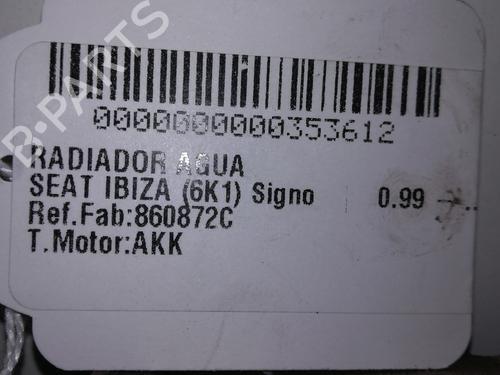 B-PARTS
0000000000353612
RADIADOR AGUA
SEAT IBIZA (6K1) Signo 0.99 -...
Ref.Fab:860872C
T.Motor:AKK